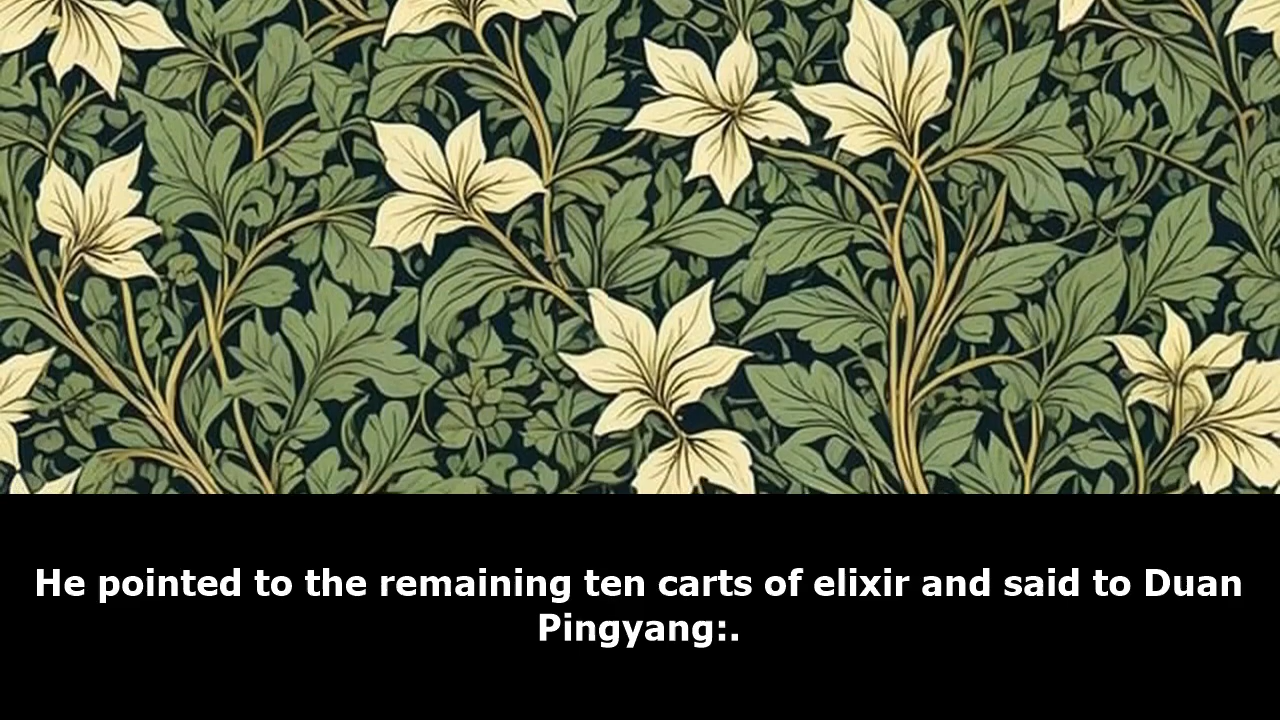 He pointed to the remaining ten carts of elixir and said to Duan
Pingyang:.